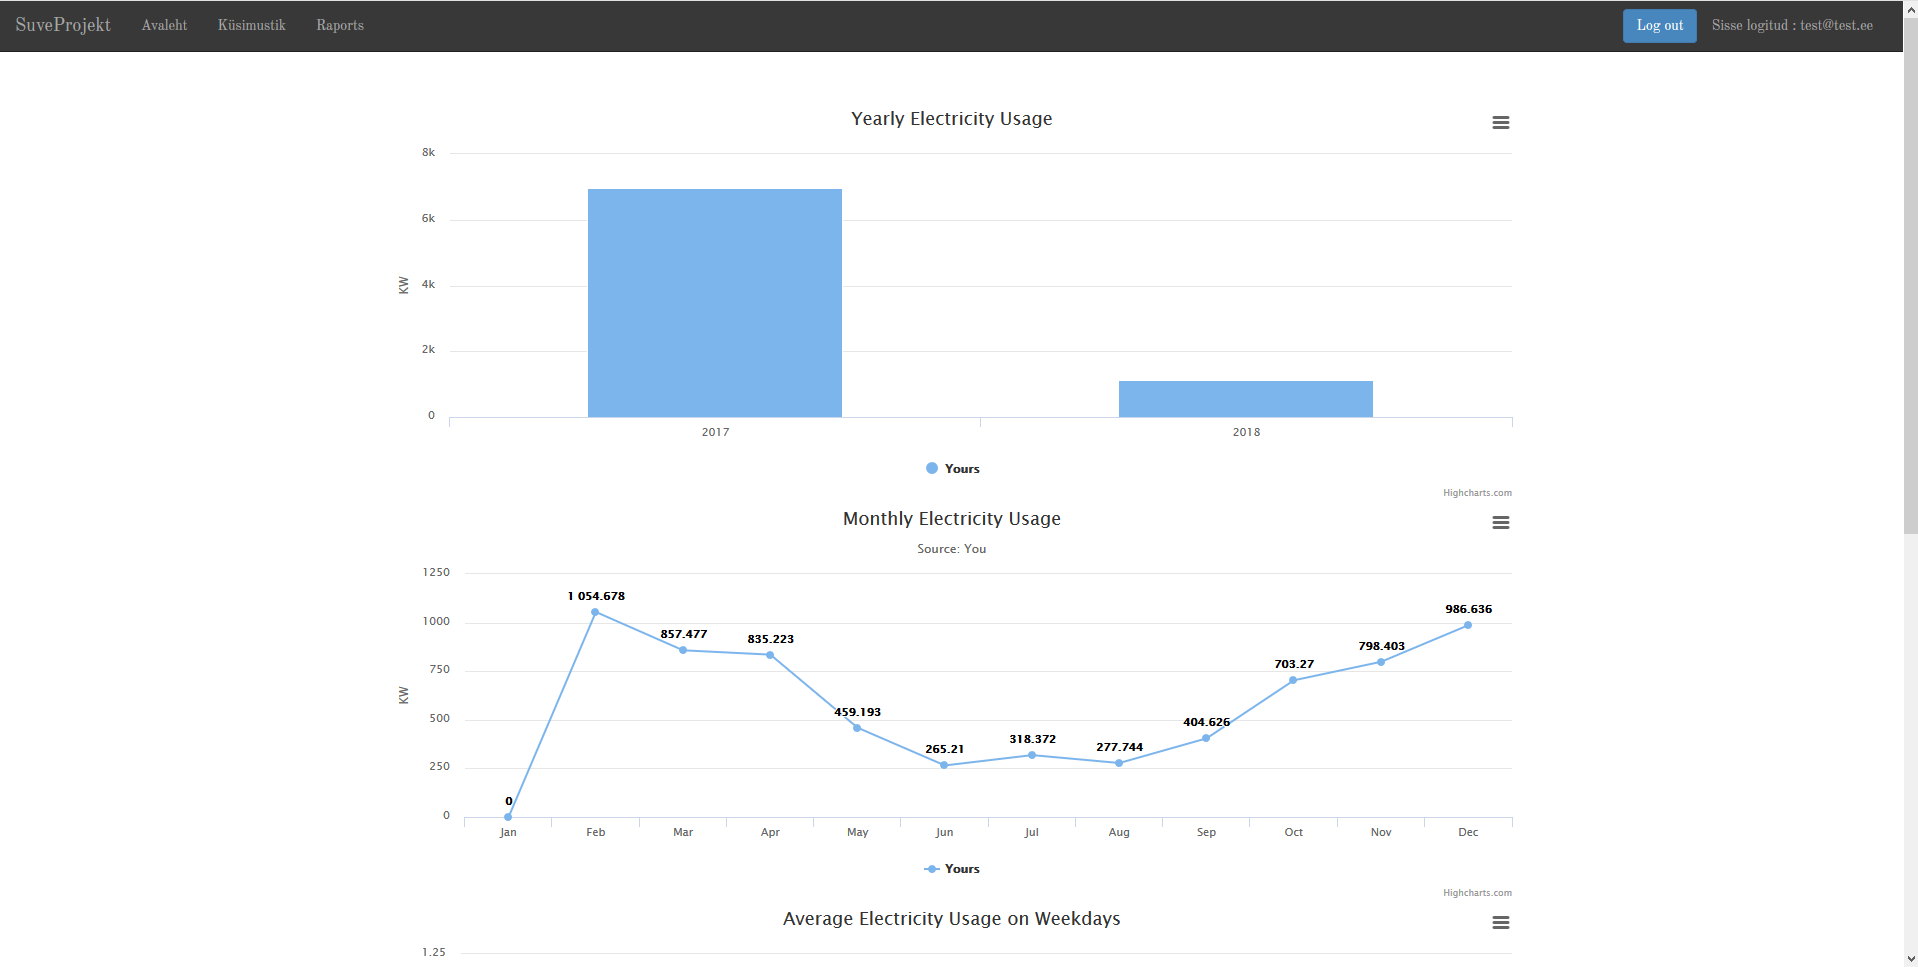 SuveProjekt Avaleht Küsimustik Raports Log out Sisse logitud : test@test.ee
Yearly Electricity Usage
8k
6k
4k
2k
0
KW
2017 2018
Yours
Highcharts.com
Monthly Electricity Usage
Source: You
1250
1000
750
500
250
0
KW
0
1 054.678
857.477
835.223
459.193
265.21
318.372
277.744
404.626
703.27
798.403
986.636
Jan Feb Mar Apr May Jun Jul Aug Sep Oct Nov Dec
Yours
Highcharts.com
Average Electricity Usage on Weekdays
1.25